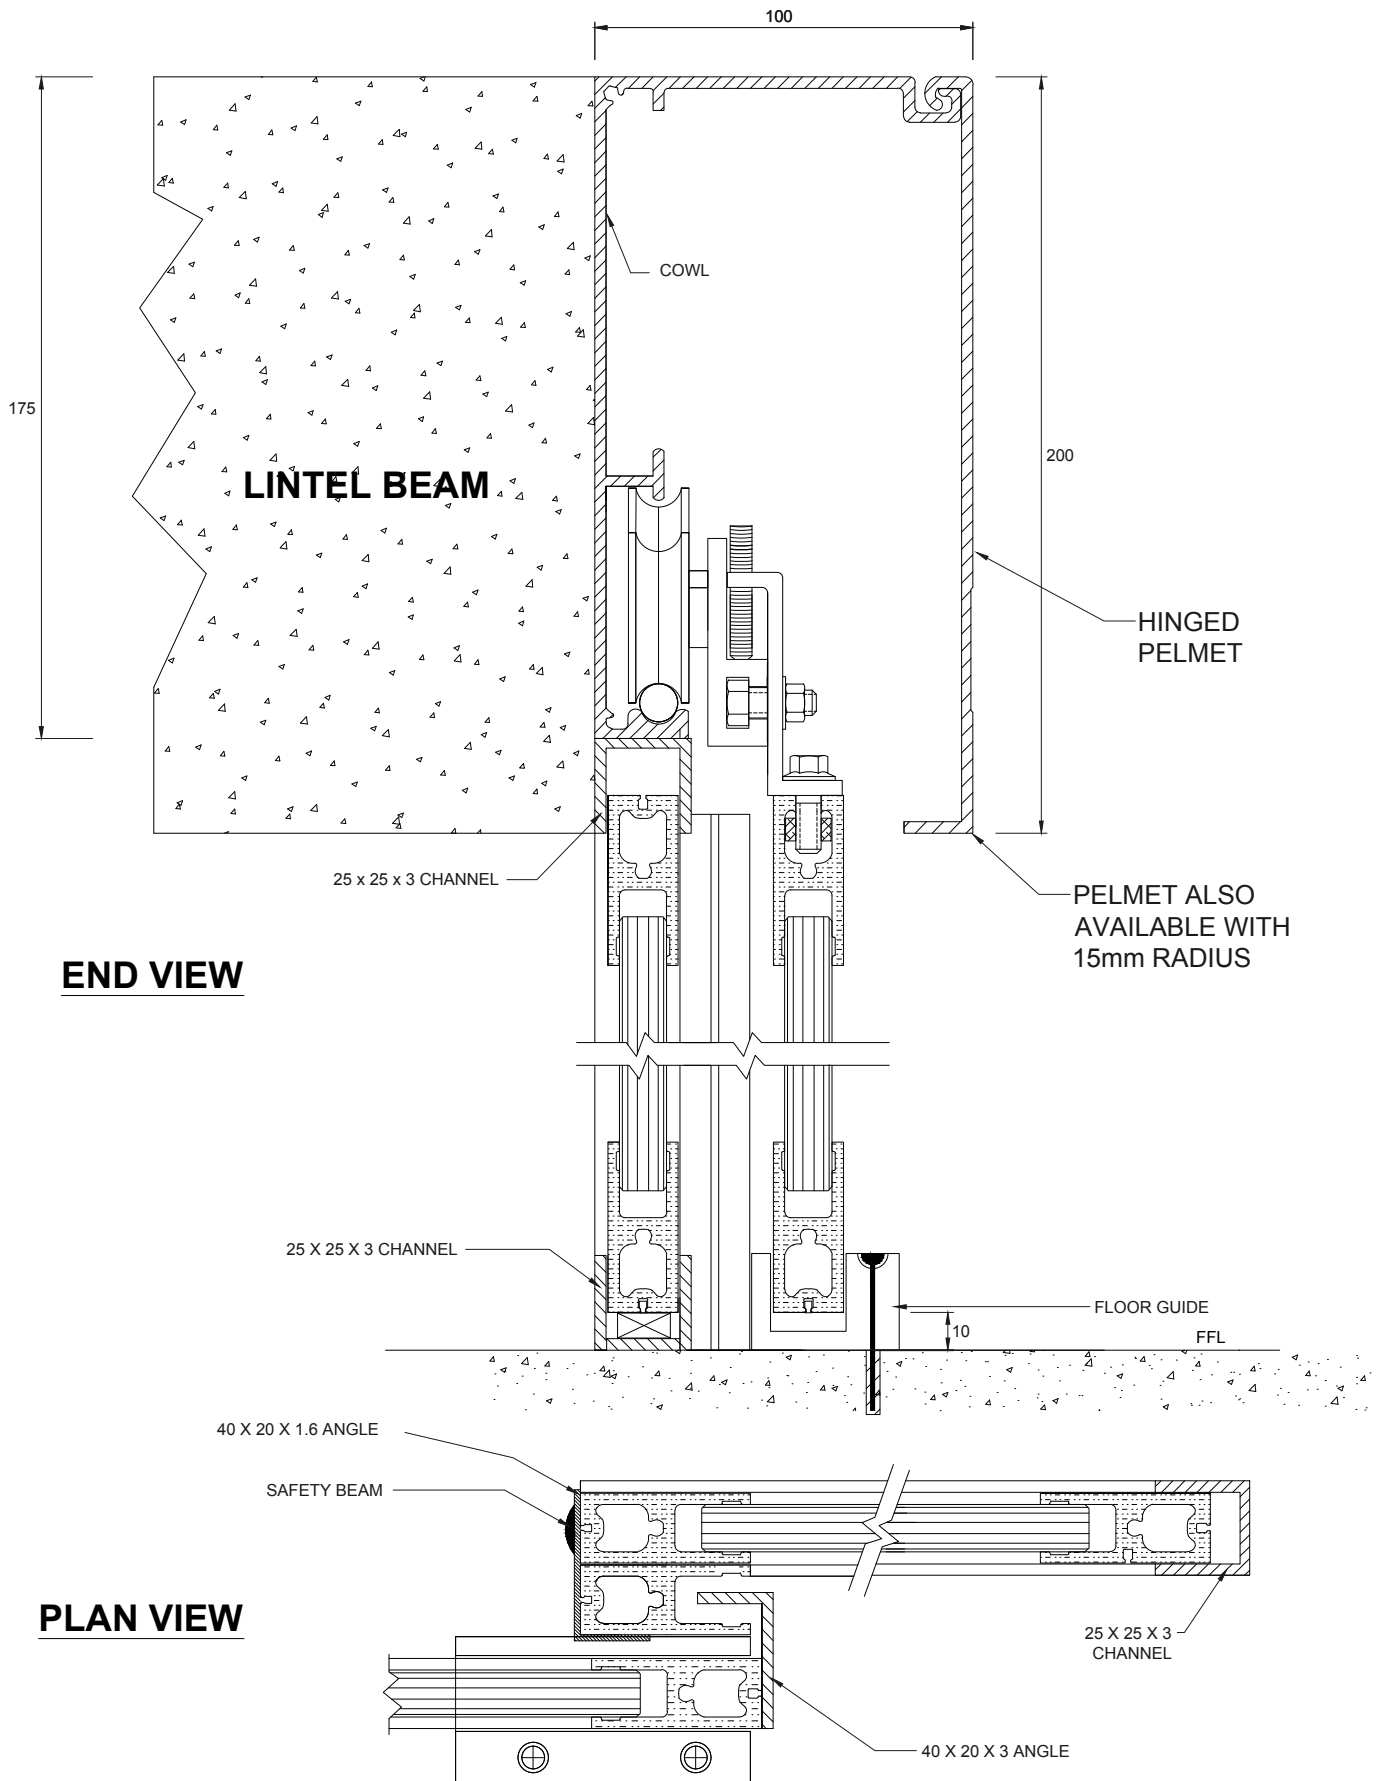 100
COWL
175
LINTEL BEAM
200
HINGED
PELMET
25 x 25 x 3 CHANNEL
PELMET ALSO
AVAILABLE WITH
15mm RADIUS
END VIEW
25 X 25 X 3 CHANNEL
FLOOR GUIDE
10
FFL
40 X 20 X 1.6 ANGLE
SAFETY BEAM
PLAN VIEW
25 X 25 X 3
CHANNEL
40 X 20 X 3 ANGLE